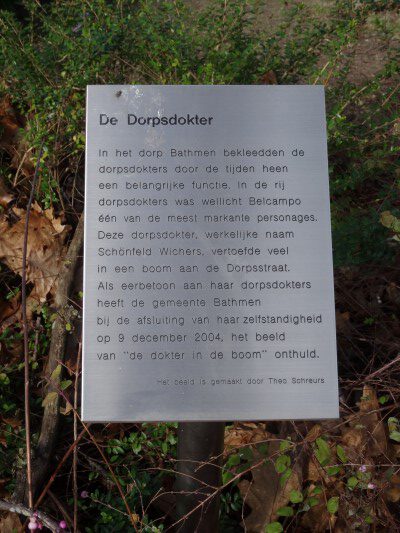 De Dorpsdokter
In het dorp Bathmen bekleedden de
dorpsdokters door de tijden heen
een belangrijke functie. In de rij
dorpsdokters was wellicht Belcampo
één van de meest markante personages.
Deze dorpsdokter, werkelijke naam
Schönfeld Wichers, vertoefde veel
in een boom aan de Dorpsstraat.
Als eerbetoon aan haar dorpsdokters
heeft de gemeente Bathmen
bij de afsluiting van haar zelfstandigheid
op 9 december 2004, het beeld
van "de dokter in de boom" onthuld.
Het beeld is gemaakt door Theo Schreurs